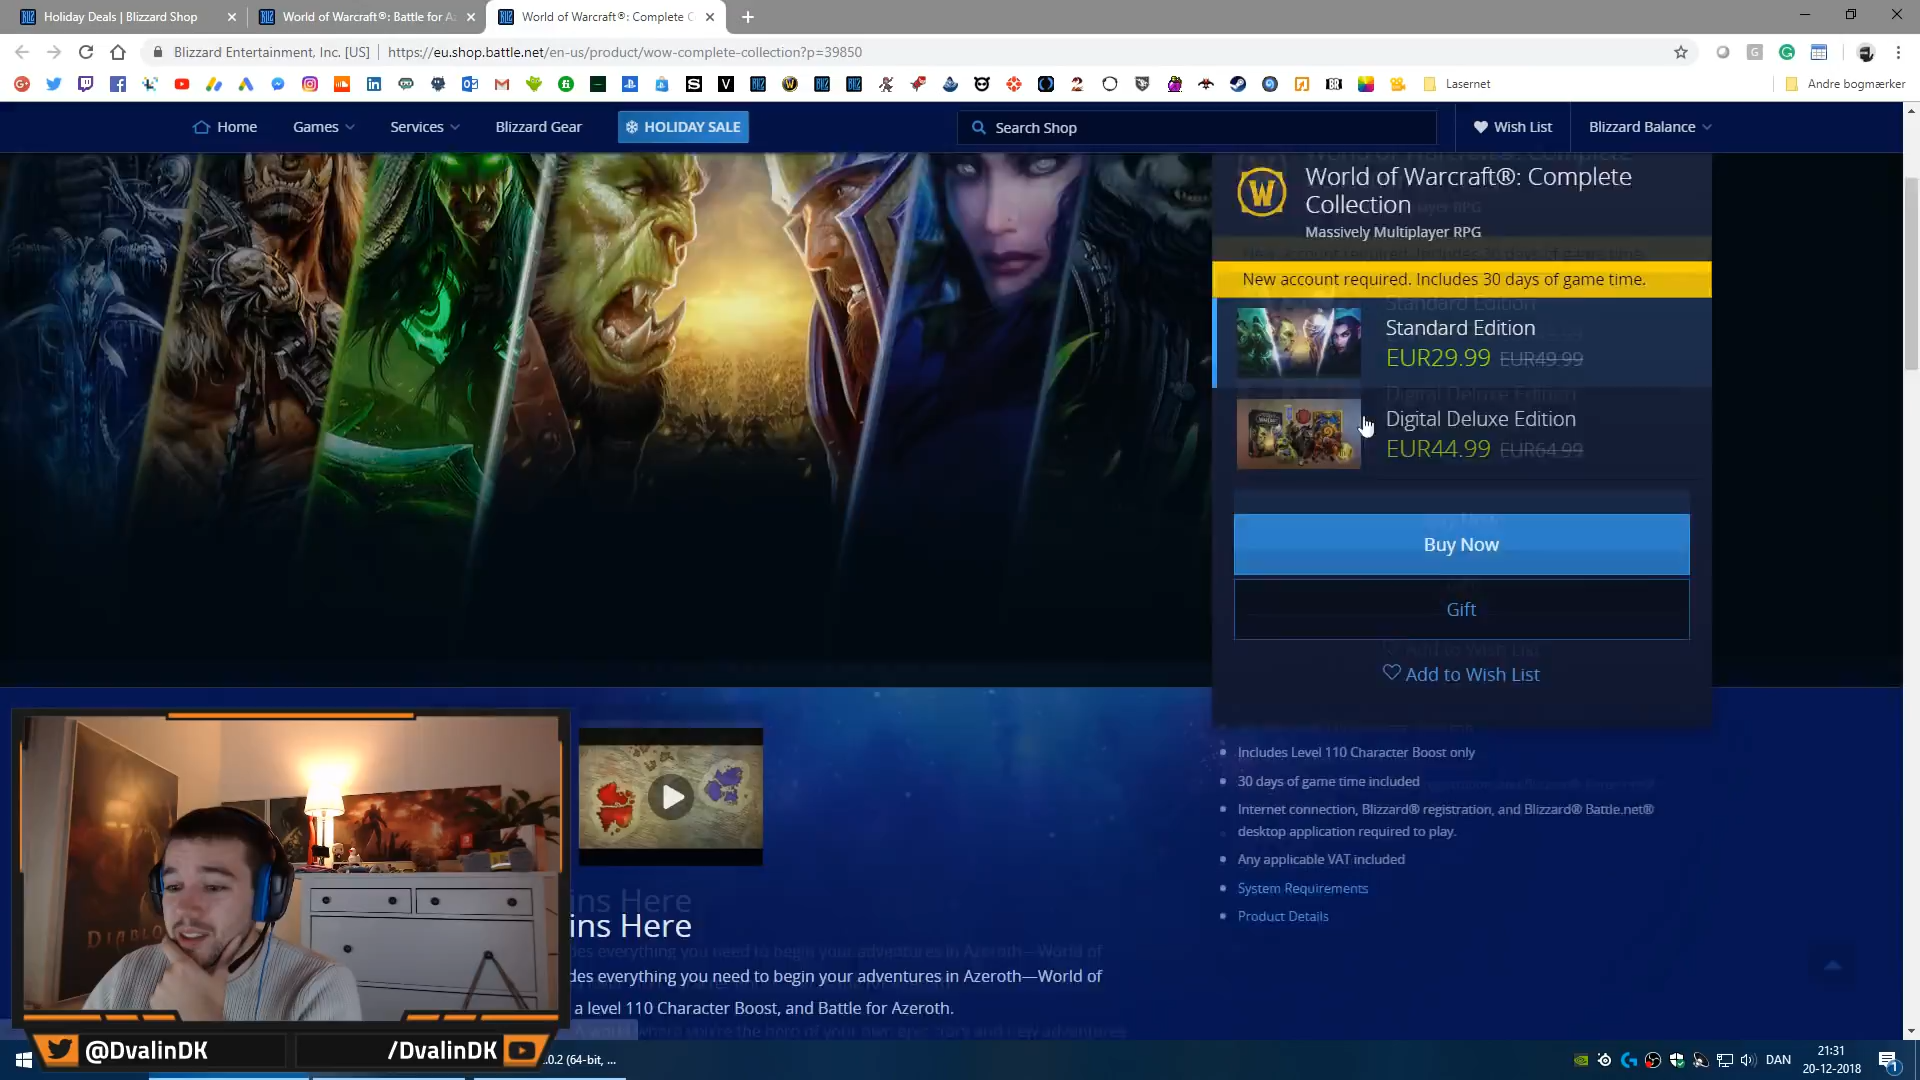 Holiday Deals | Blizzard Shop
World of Warcraft®: Battle for A
World of Warcraft®: Complete C
Blizzard Entertainment, Inc. [US]
https://eu.shop.battle.net/en-us/product/wow-complete-collection?p=39850
Lasernet
Andre bogmærker
Home
Games
Services
Blizzard Gear
HOLIDAY SALE
Search Shop
Wish List
Blizzard Balance
World of Warcraft®: Complete
Collection
Massively Multiplayer RPG
New account required. Includes 30 days of game time.
Standard Edition
EUR29.99 EUR49.99
Digital Deluxe Edition
EUR44.99 EUR64.99
Buy Now
Gift
Add to Wish List
Includes Level 110 Character Boost only
30 days of game time included
Internet connection, Blizzard® registration, and Blizzard® Battle.net®
desktop application required to play.
Any applicable VAT included
System Requirements
Product Details
ins Here
des everything you need to begin your adventures in Azeroth—World of
a level 110 Character Boost, and Battle for Azeroth.
DIABLO
@DvalinDK
/DvalinDK
.0.2 (64-bit, ...
DAN
21:31
20-12-2018